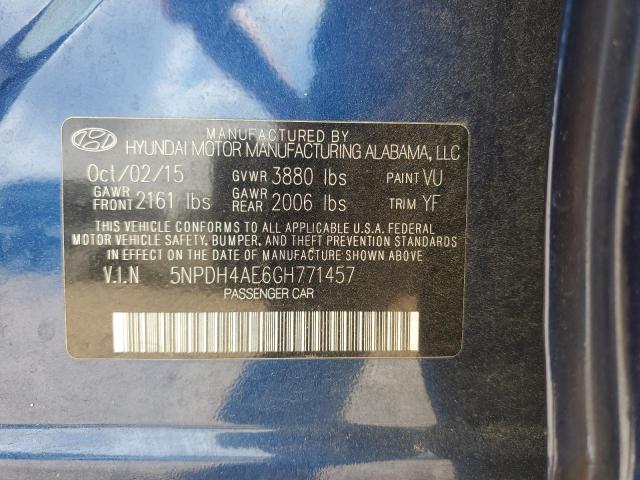 MANUFACTURED BY
HYUNDAI MOTOR MANUFACTURING ALABAMA, LLC
Oct/02/15 GVWR 3880 lbs PAINT VU
GAWR FRONT 2161 lbs GAWR REAR 2006 lbs TRIM YF
THIS VEHICLE CONFORMS TO ALL APPLICABLE U.S.A. FEDERAL
MOTOR VEHICLE SAFETY, BUMPER, AND THEFT PREVENTION STANDARDS
IN EFFECT ON THE DATE OF MANUFACTURE SHOWN ABOVE
V.I.N 5NPDH4AE6GH771457
PASSENGER CAR